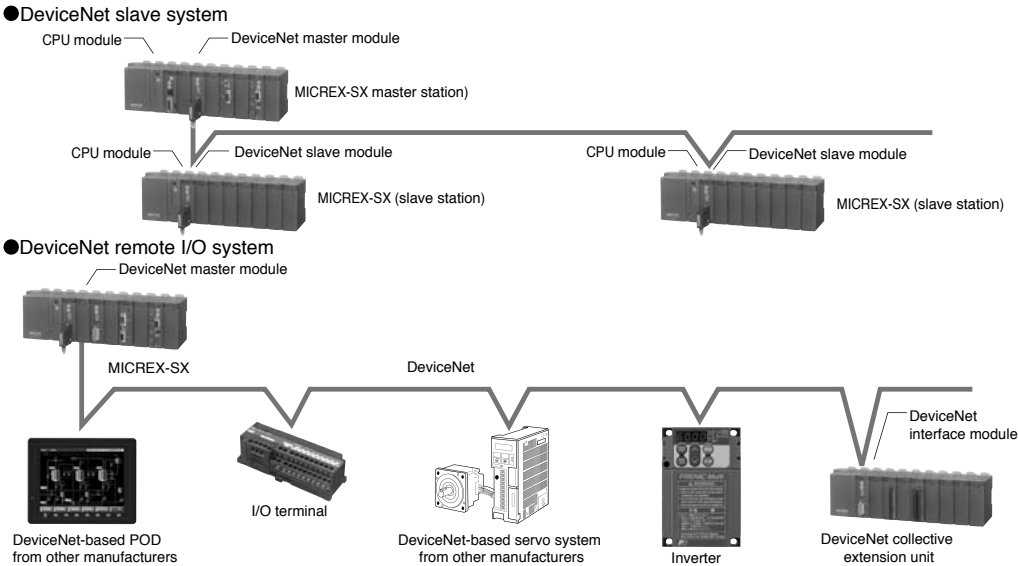 ●DeviceNet slave system
CPU module
DeviceNet master module
MICREX-SX master station)
CPU module
DeviceNet slave module
MICREX-SX (slave station)
CPU module
DeviceNet slave module
MICREX-SX (slave station)
●DeviceNet remote I/O system
DeviceNet master module
MICREX-SX
DeviceNet
DeviceNet
interface module
I/O terminal
FRENIC-Multi
DeviceNet-based POD
from other manufacturers
DeviceNet-based servo system
from other manufacturers
Inverter
DeviceNet collective
extension unit